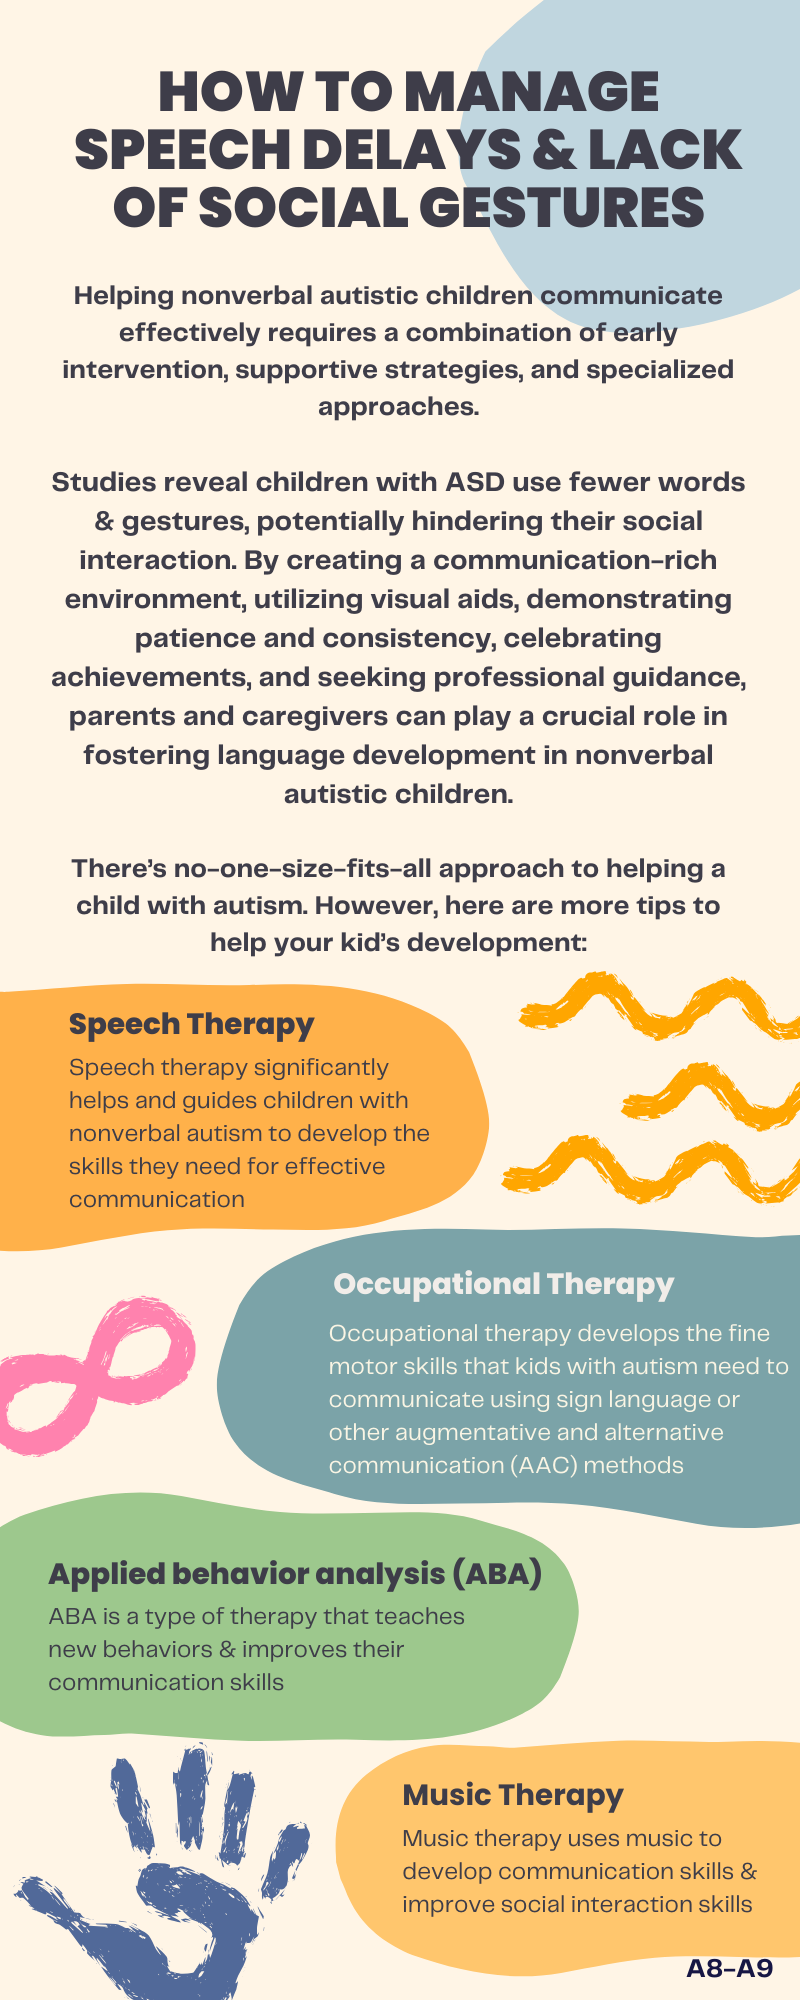 HOW TO MANAGE
SPEECH DELAYS & LACK
OF SOCIAL GESTURES
Helping nonverbal autistic children communicate
effectively requires a combination of early
intervention, supportive strategies, and specialized
approaches.
Studies reveal children with ASD use fewer words
& gestures, potentially hindering their social
interaction. By creating a communication-rich
environment, utilizing visual aids, demonstrating
patience and consistency, celebrating
achievements, and seeking professional guidance,
parents and caregivers can play a crucial role in
fostering language development in nonverbal
autistic children.
There's no-one-size-fits-all approach to helping a
child with autism. However, here are more tips to
help your kid's development:
Speech Therapy
Speech therapy significantly
helps and guides children with
nonverbal autism to develop the
skills they need for effective
communication
Occupational Therapy
Occupational therapy develops the fine
motor skills that kids with autism need to
communicate using sign language or
other augmentative and alternative
communication (AAC) methods
Applied behavior analysis (ABA)
ABA is a type of therapy that teaches
new behaviors & improves their
communication skills
Music Therapy
Music therapy uses music to
develop communication skills &
improve social interaction skills
A8-A9